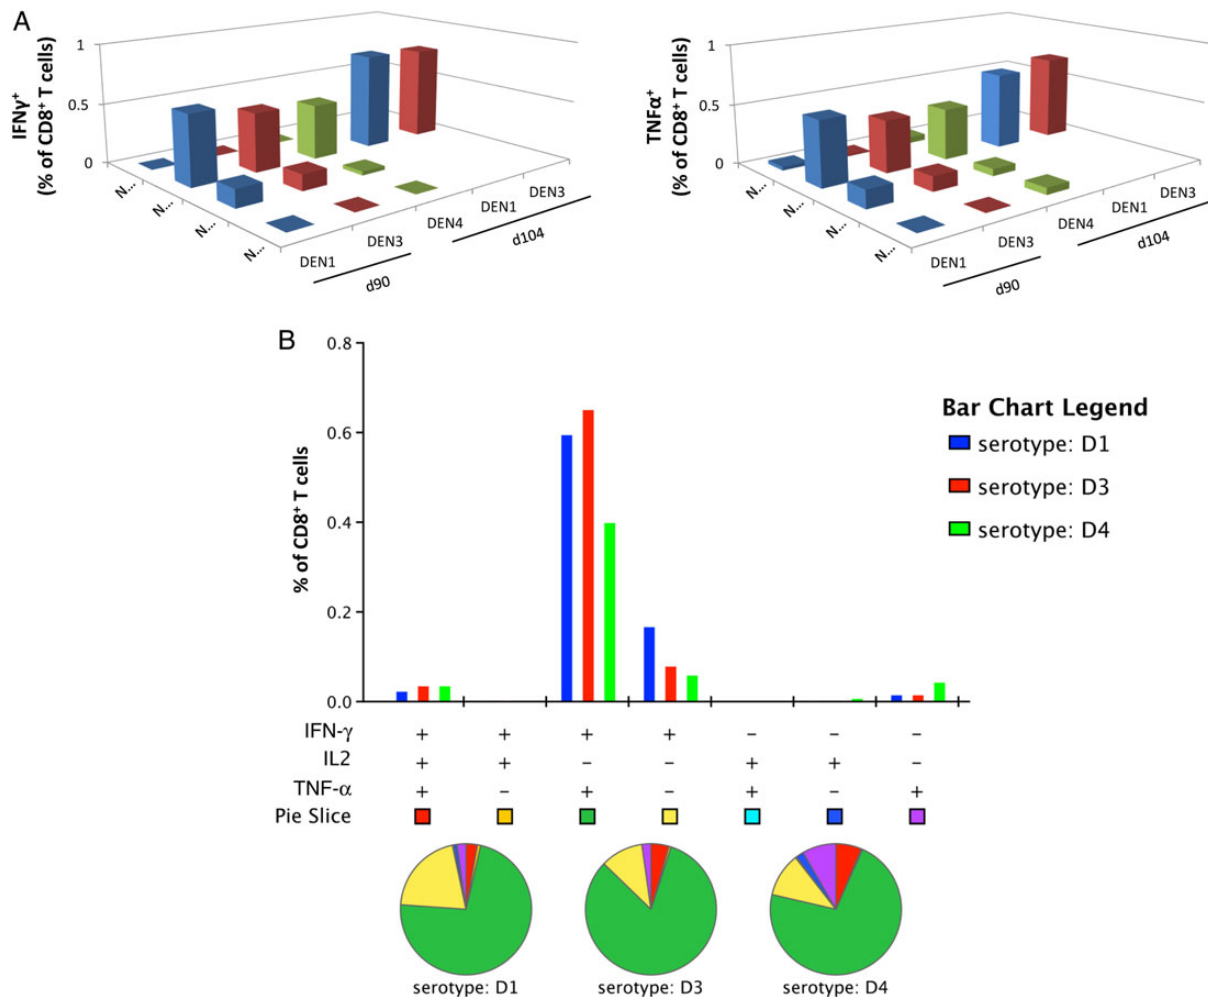 A
IFNγ⁺
(% of CD8⁺ T cells)
1
0.5
0
N...
N...
N...
N...
DEN1
DEN3
DEN4
DEN1
DEN3
d90
d104
TNFα⁺
(% of CD8⁺ T cells)
1
0.5
0
N...
N...
N...
N...
DEN1
DEN3
DEN4
DEN1
DEN3
d90
d104
B
% of CD8⁺ T cells
0.8
0.6
0.4
0.2
0.0
Bar Chart Legend
serotype: D1
serotype: D3
serotype: D4
IFN-γ + + + + – – –
IL2 + + – – + + –
TNF-α + – + – + – +
Pie Slice
serotype: D1 serotype: D3 serotype: D4